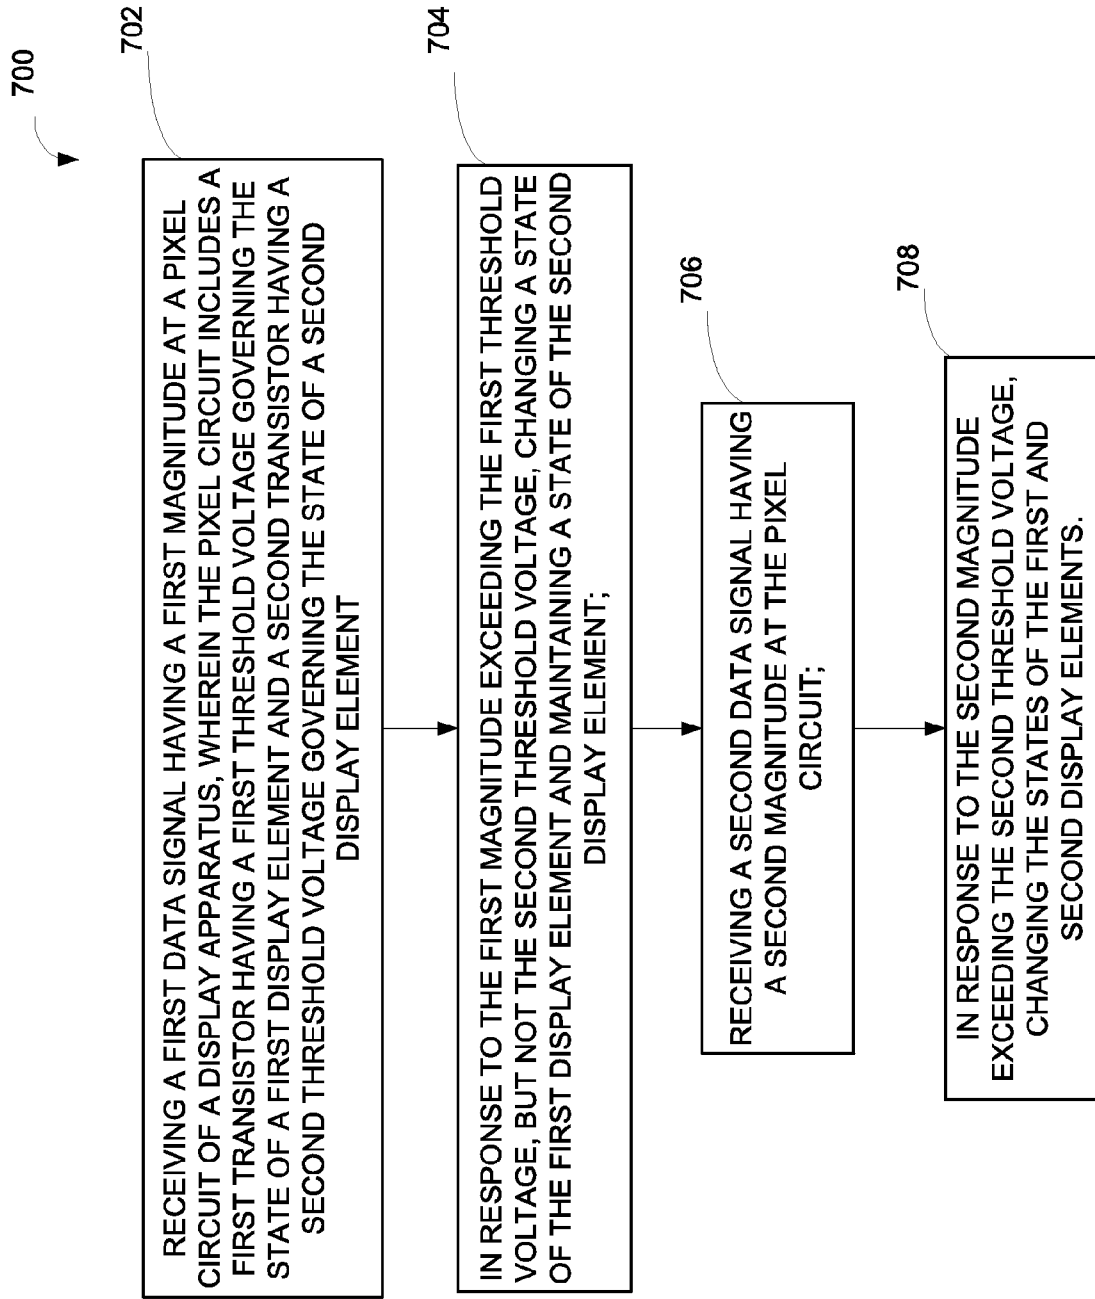 700
702
RECEIVING A FIRST DATA SIGNAL HAVING A FIRST MAGNITUDE AT A PIXEL
CIRCUIT OF A DISPLAY APPARATUS, WHEREIN THE PIXEL CIRCUIT INCLUDES A
FIRST TRANSISTOR HAVING A FIRST THRESHOLD VOLTAGE GOVERNING THE
STATE OF A FIRST DISPLAY ELEMENT AND A SECOND TRANSISTOR HAVING A
SECOND THRESHOLD VOLTAGE GOVERNING THE STATE OF A SECOND
DISPLAY ELEMENT
704
IN RESPONSE TO THE FIRST MAGNITUDE EXCEEDING THE FIRST THRESHOLD
VOLTAGE, BUT NOT THE SECOND THRESHOLD VOLTAGE, CHANGING A STATE
OF THE FIRST DISPLAY ELEMENT AND MAINTAINING A STATE OF THE SECOND
DISPLAY ELEMENT;
706
RECEIVING A SECOND DATA SIGNAL HAVING
A SECOND MAGNITUDE AT THE PIXEL
CIRCUIT;
708
IN RESPONSE TO THE SECOND MAGNITUDE
EXCEEDING THE SECOND THRESHOLD VOLTAGE,
CHANGING THE STATES OF THE FIRST AND
SECOND DISPLAY ELEMENTS.